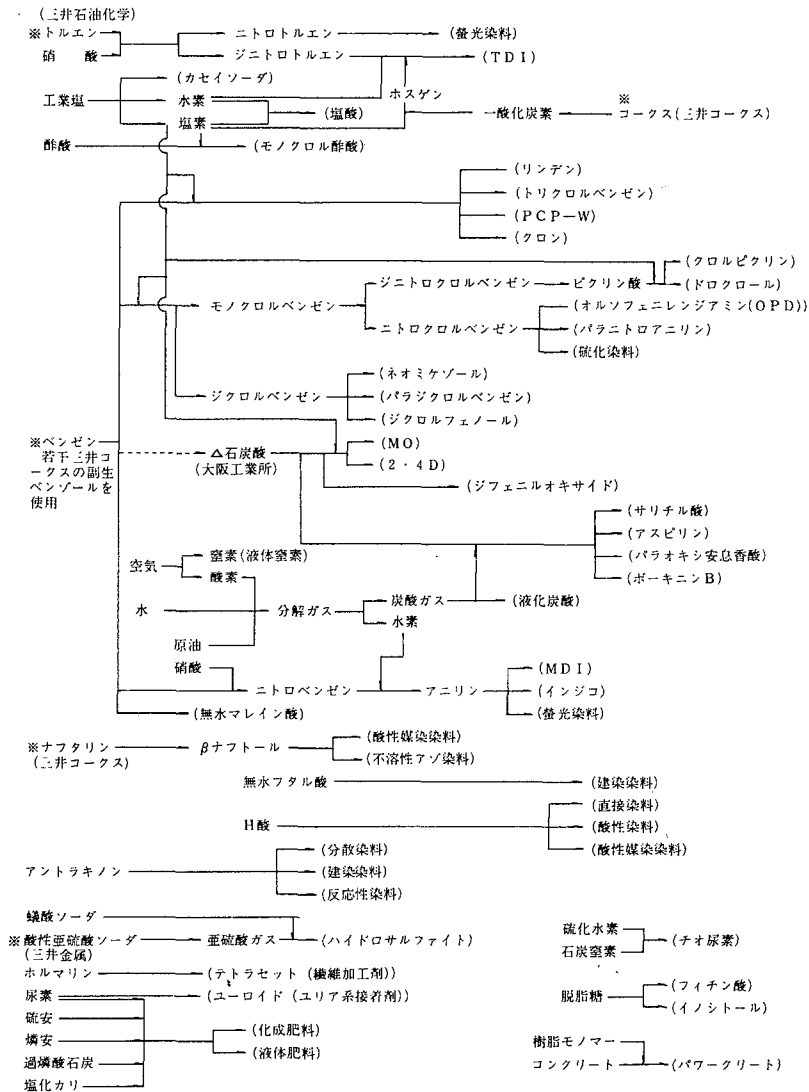 (三井石油化学)
※トルエン ニトロトルエン (螢光染料)
硝酸 ジニトロトルエン (TDI)
(カセイソーダ)
ホスゲン
工業塩 水素 (塩酸) 一酸化炭素 ※コークス(三井コークス)
塩素
酢酸 (モノクロル酢酸)
(リンデン)
(トリクロルベンゼン)
(PCP-W)
(クロン)
(クロルピクリン)
ジニトロクロルベンゼン ピクリン酸 (ドロクロール)
モノクロルベンゼン (オルソフェニレンジアミン(OPD))
ニトロクロルベンゼン (パラニトロアニリン)
(硫化染料)
(ネオミケゾール)
ジクロルベンゼン (パラジクロルベンゼン)
(ジクロルフェノール)
※ベンゼン (MO)
若干三井コ △石炭酸
ークスの副生 (大阪工業所) (2・4D)
ベンゾールを (ジフェニルオキサイド)
使用
(サリチル酸)
(アスピリン)
(パラオキシ安息香酸)
(ボーキニンB)
空気 窒素(液体窒素)
酸素
水 分解ガス 炭酸ガス (液化炭酸)
水素
原油
硝酸
(MDI)
ニトロベンゼン アニリン (インジコ)
(螢光染料)
(無水マレイン酸)
※ナフタリン βナフトール (酸性媒染染料)
(三井コークス) (不溶性アゾ染料)
無水フタル酸 (建染染料)
(直接染料)
H酸 (酸性染料)
(酸性媒染染料)
(分散染料)
アントラキノン (建染染料)
(反応性染料)
蟻酸ソーダ
※酸性亜硫酸ソーダ 亜硫酸ガス (ハイドロサルファイト)
(三井金属)
硫化水素
石炭窒素 (チオ尿素)
ホルマリン (テトラセット(繊維加工剤))
尿素 (ユーロイド(ユリア系接着剤))
脱脂糖 (フィチン酸)
(イノシトール)
硫安
燐安 (化成肥料)
(液体肥料)
過燐酸石炭
塩化カリ
樹脂モノマー
コンクリート (パワークリート)